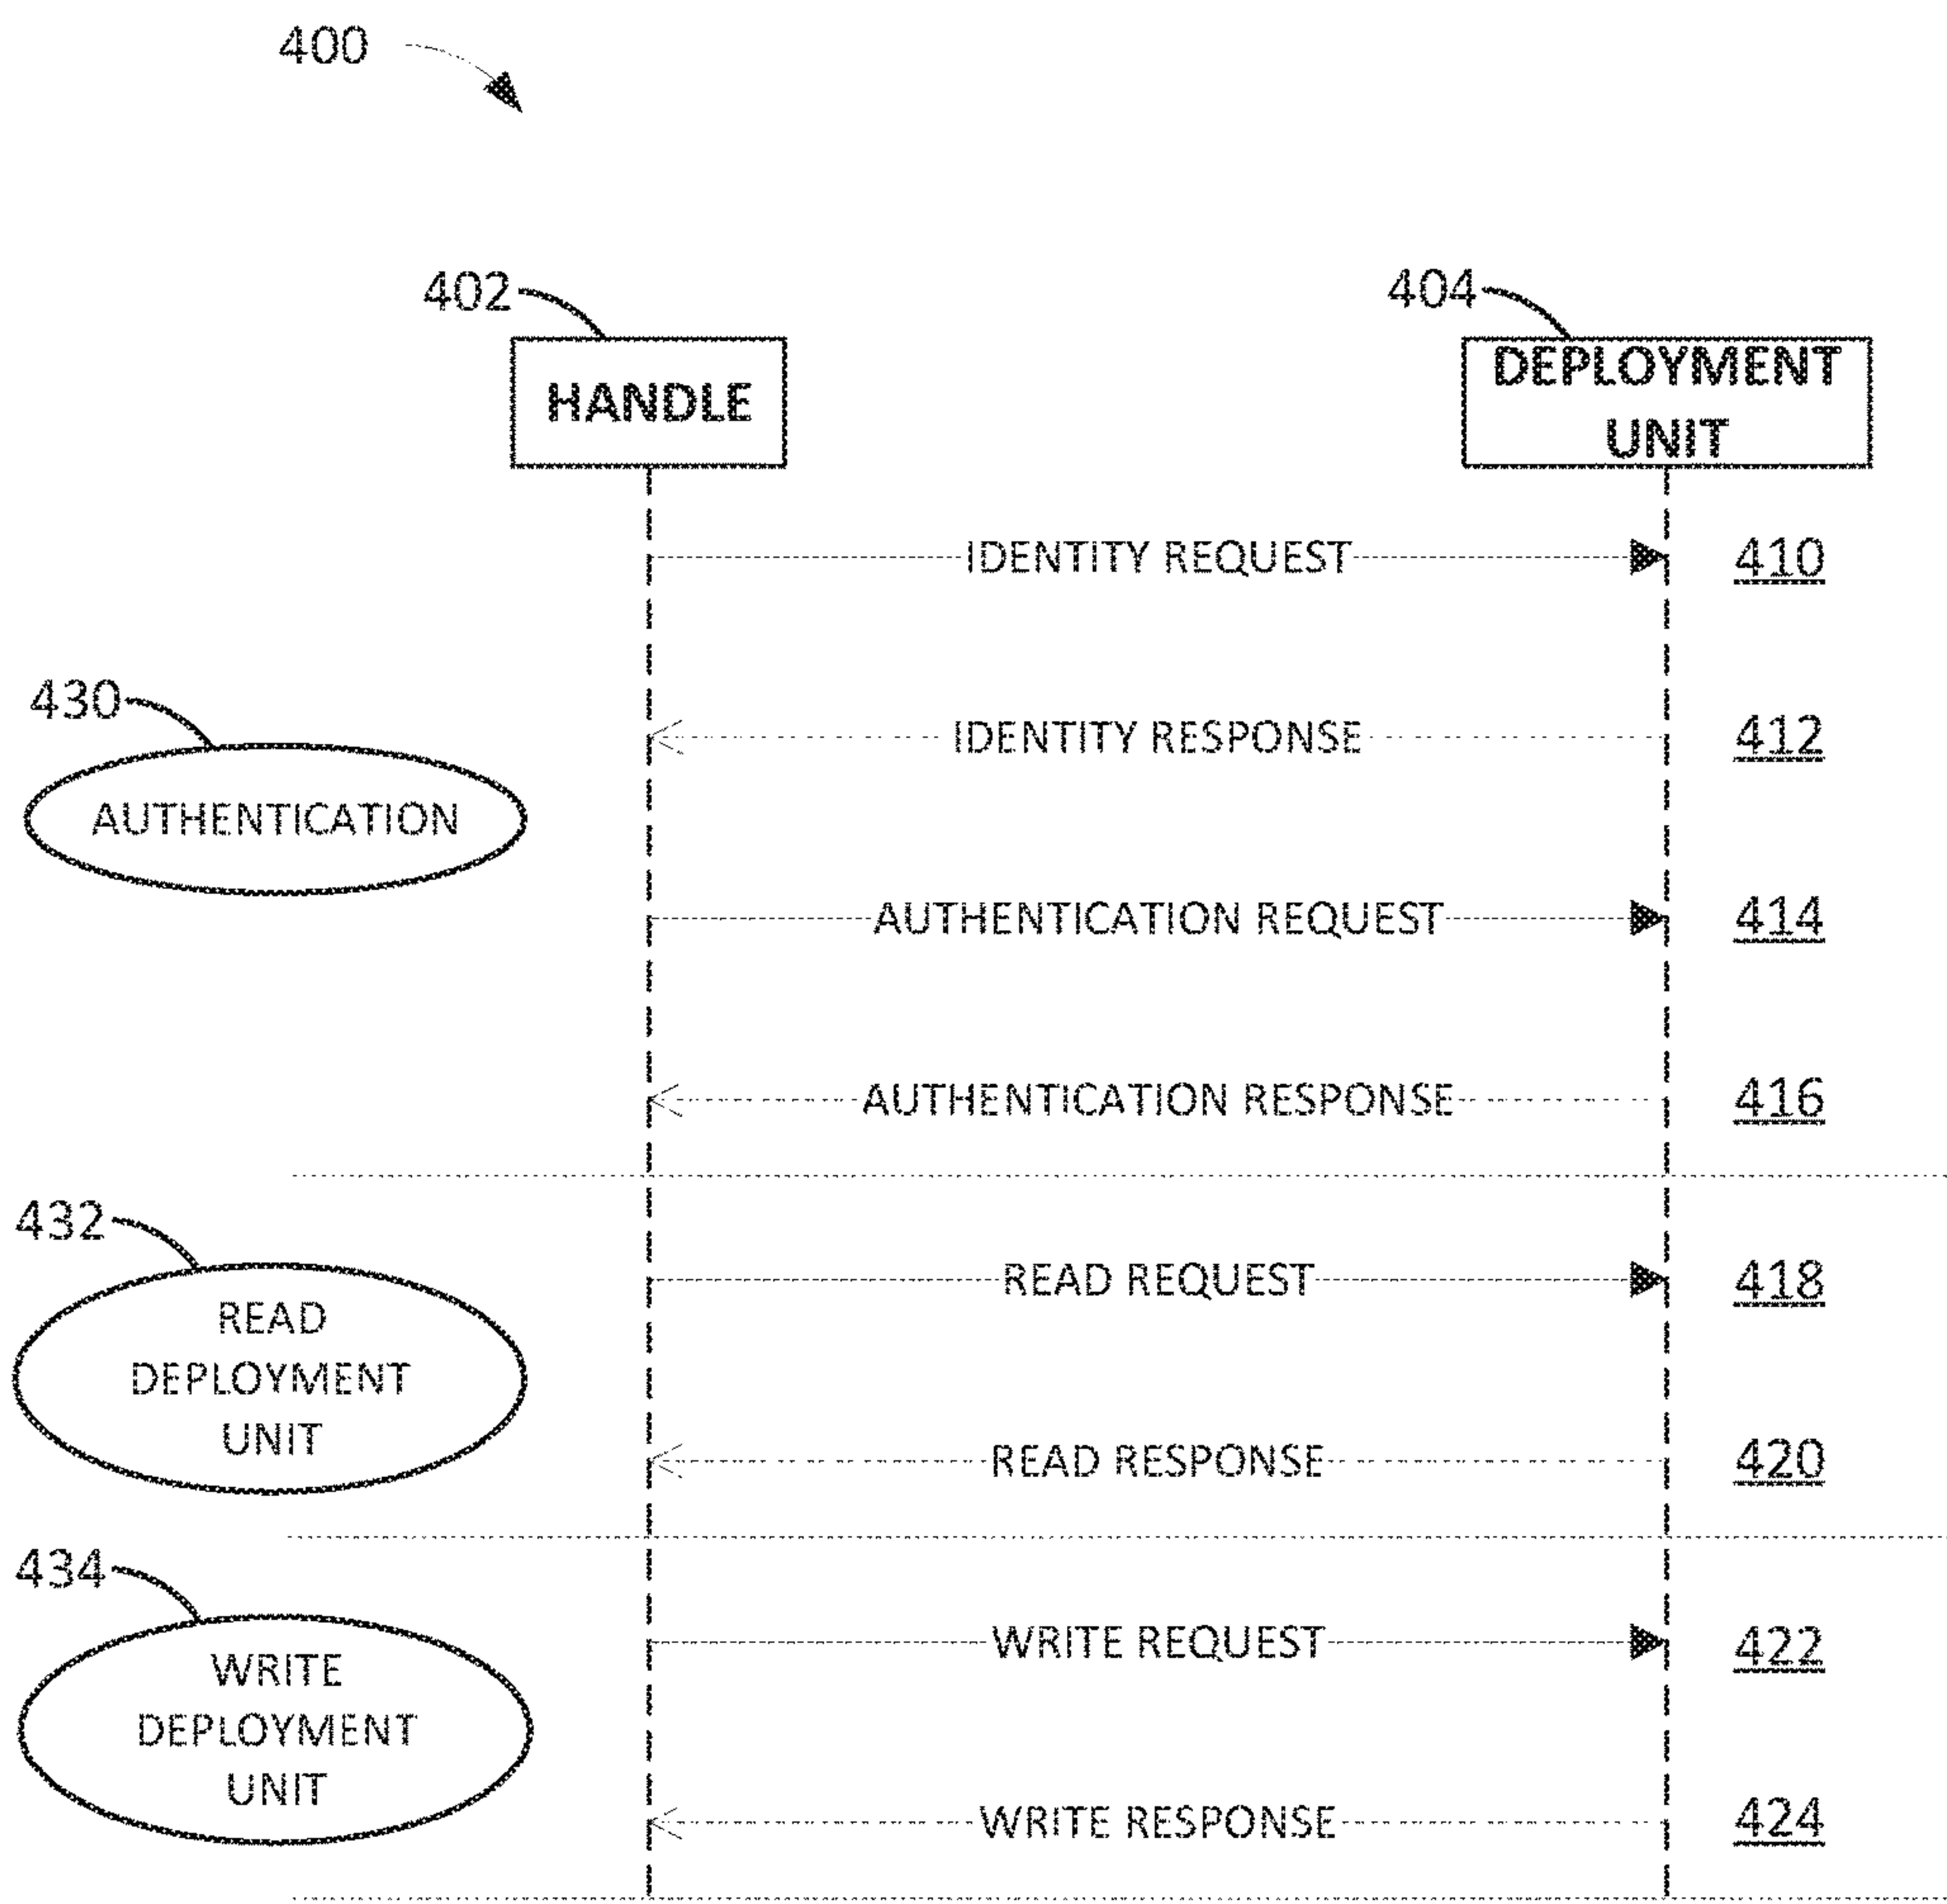 400
402
404
HANDLE
DEPLOYMENT
UNIT
IDENTITY REQUEST
410
430
IDENTITY RESPONSE
412
AUTHENTICATION
AUTHENTICATION REQUEST
414
AUTHENTICATION RESPONSE
416
432
READ REQUEST
418
READ
DEPLOYMENT
UNIT
READ RESPONSE
420
434
WRITE REQUEST
422
WRITE
DEPLOYMENT
UNIT
WRITE RESPONSE
424